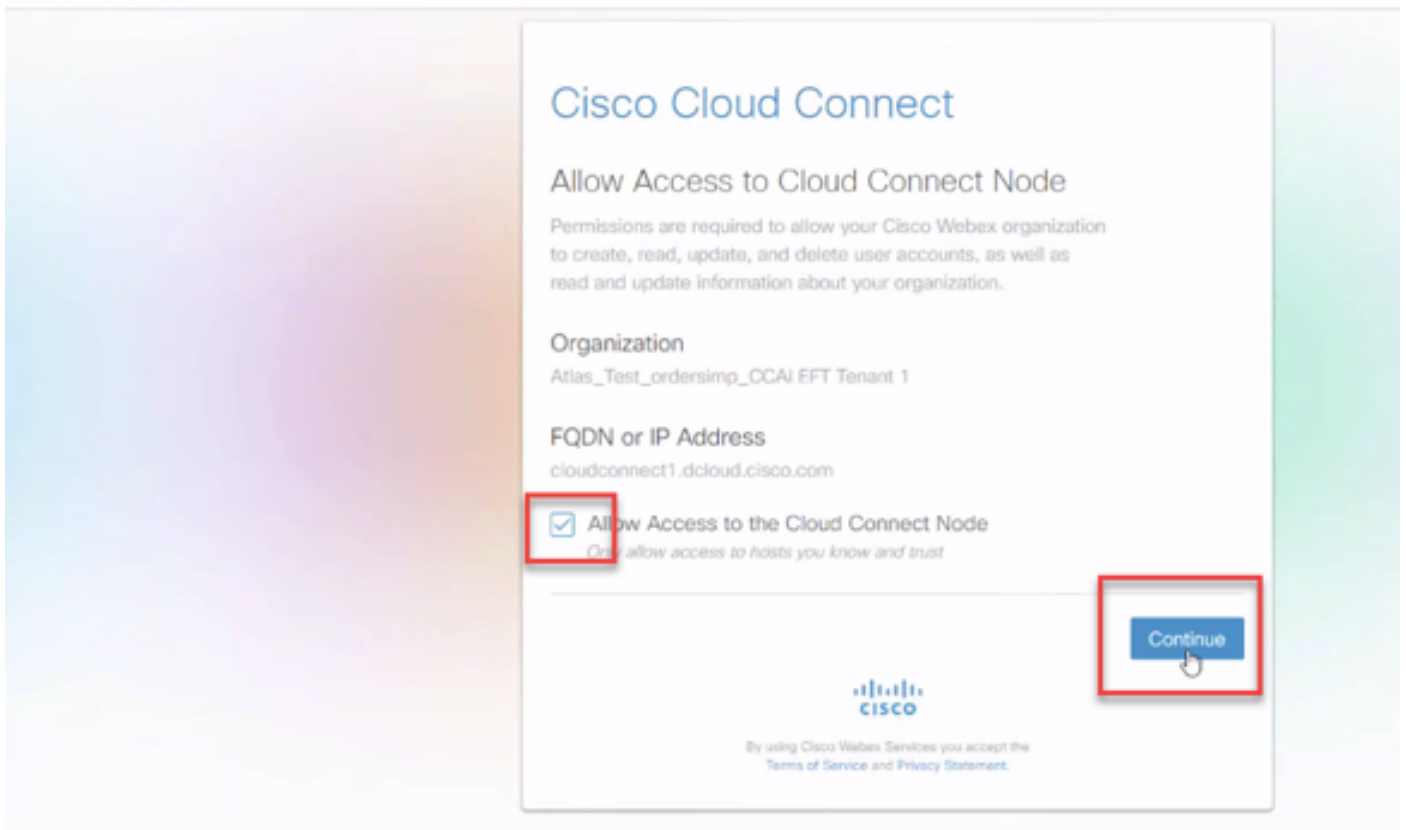 Cisco Cloud Connect
Allow Access to Cloud Connect Node
Permissions are required to allow your Cisco Webex organization
to create, read, update, and delete user accounts, as well as
read and update information about your organization.
Organization
Atlas_Test_ordersimp_CCAI EFT Tenant 1
FQDN or IP Address
cloudconnect1.dcloud.cisco.com
Allow Access to the Cloud Connect Node
Only allow access to hosts you know and trust
Continue
CISCO
By using Cisco Webex Services you accept the
Terms of Service and Privacy Statement.